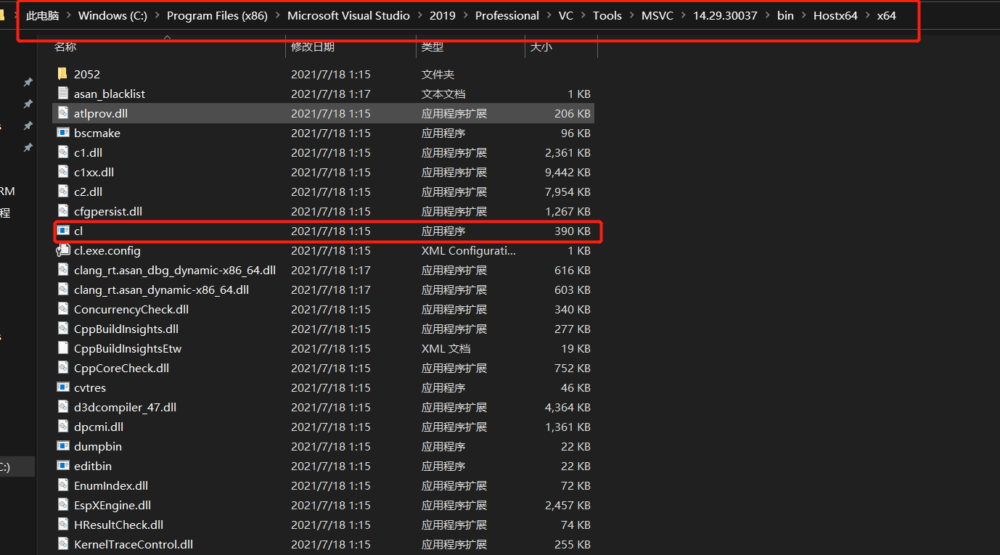 此电脑 > Windows (C:) > Program Files (x86) > Microsoft Visual Studio > 2019 > Professional > VC > Tools > MSVC > 14.29.30037 > bin > Hostx64 > x64
名称 修改日期 类型 大小
2052 2021/7/18 1:15 文件夹
asan_blacklist 2021/7/18 1:17 文本文档 1 KB
atlprov.dll 2021/7/18 1:15 应用程序扩展 206 KB
bscmake 2021/7/18 1:15 应用程序 96 KB
c1.dll 2021/7/18 1:15 应用程序扩展 2,361 KB
c1xx.dll 2021/7/18 1:15 应用程序扩展 9,442 KB
RM
c2.dll 2021/7/18 1:15 应用程序扩展 7,954 KB
程
cfgpersist.dll 2021/7/18 1:15 应用程序扩展 1,267 KB
cl 2021/7/18 1:15 应用程序 390 KB
cl.exe.config 2021/7/18 1:15 XML Configurati... 1 KB
clang_rt.asan_dbg_dynamic-x86_64.dll 2021/7/18 1:17 应用程序扩展 616 KB
clang_rt.asan_dynamic-x86_64.dll 2021/7/18 1:17 应用程序扩展 603 KB
ConcurrencyCheck.dll 2021/7/18 1:15 应用程序扩展 340 KB
CppBuildInsights.dll 2021/7/18 1:15 应用程序扩展 277 KB
CppBuildInsightsEtw 2021/7/18 1:15 XML 文档 19 KB
CppCoreCheck.dll 2021/7/18 1:15 应用程序扩展 752 KB
cvtres 2021/7/18 1:15 应用程序 46 KB
d3dcompiler_47.dll 2021/7/18 1:15 应用程序扩展 4,364 KB
dpcmi.dll 2021/7/18 1:15 应用程序扩展 1,361 KB
dumpbin 2021/7/18 1:15 应用程序 22 KB
C:)
editbin 2021/7/18 1:15 应用程序 22 KB
EnumIndex.dll 2021/7/18 1:15 应用程序扩展 72 KB
EspXEngine.dll 2021/7/18 1:15 应用程序扩展 2,457 KB
HResultCheck.dll 2021/7/18 1:15 应用程序扩展 74 KB
KernelTraceControl.dll 2021/7/18 1:15 应用程序扩展 255 KB